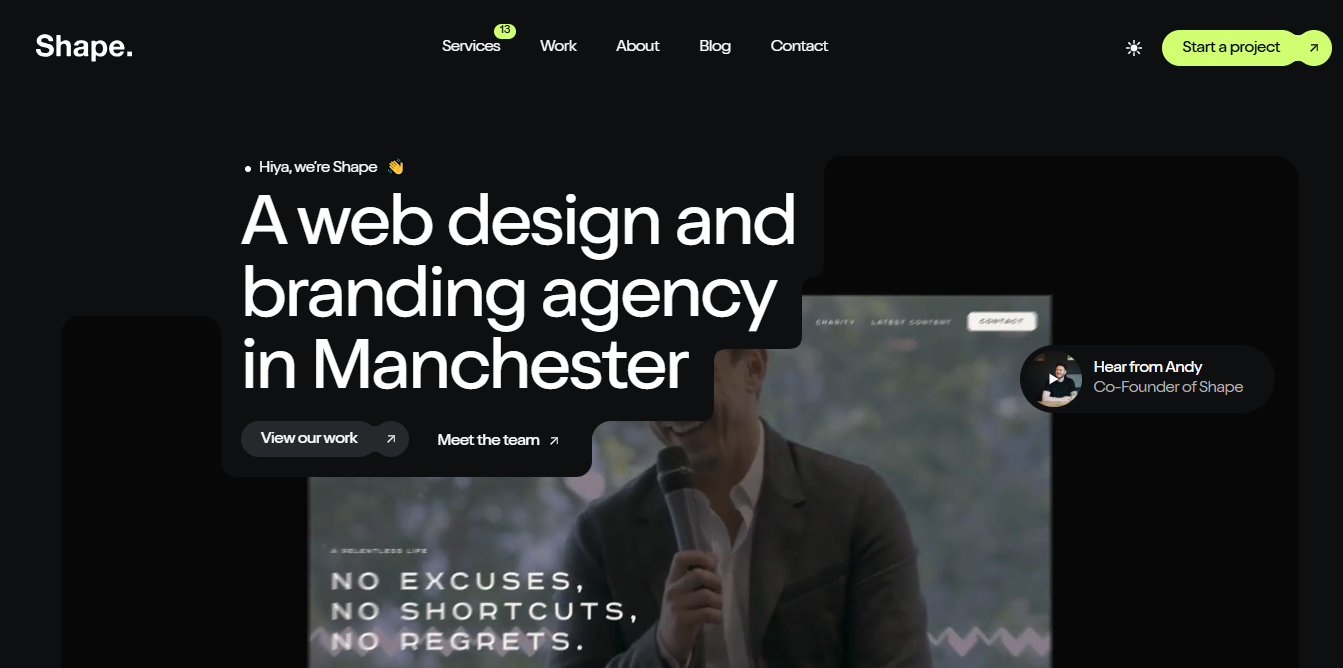 Shape.
Services 13
Work
About
Blog
Contact
Start a project
Hiya, we're Shape 👋
A web design and
branding agency
in Manchester
CHARITY
LATEST CONTENT
CONTACT
Hear from Andy
Co-Founder of Shape
View our work
Meet the team
A RELENTLESS LIFE
NO EXCUSES,
NO SHORTCUTS,
NO REGRETS.